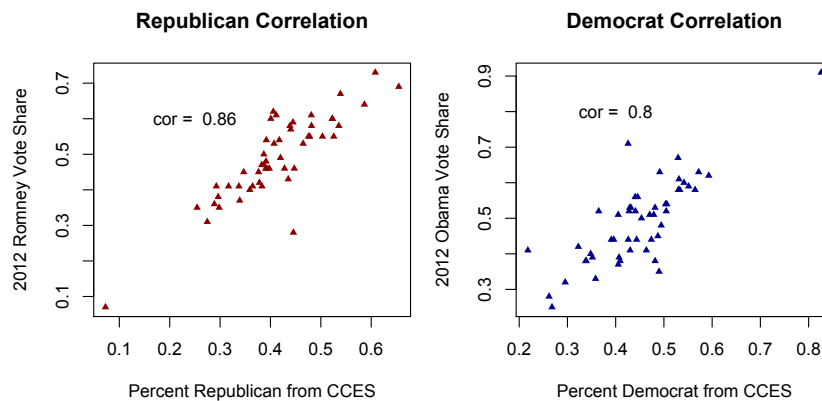 Republican Correlation
cor = 0.86
2012 Romney Vote Share
0.7
0.5
0.3
0.1
0.1 0.2 0.3 0.4 0.5 0.6
Percent Republican from CCES
Democrat Correlation
cor = 0.8
2012 Obama Vote Share
0.9
0.7
0.5
0.3
0.2 0.3 0.4 0.5 0.6 0.7 0.8
Percent Democrat from CCES